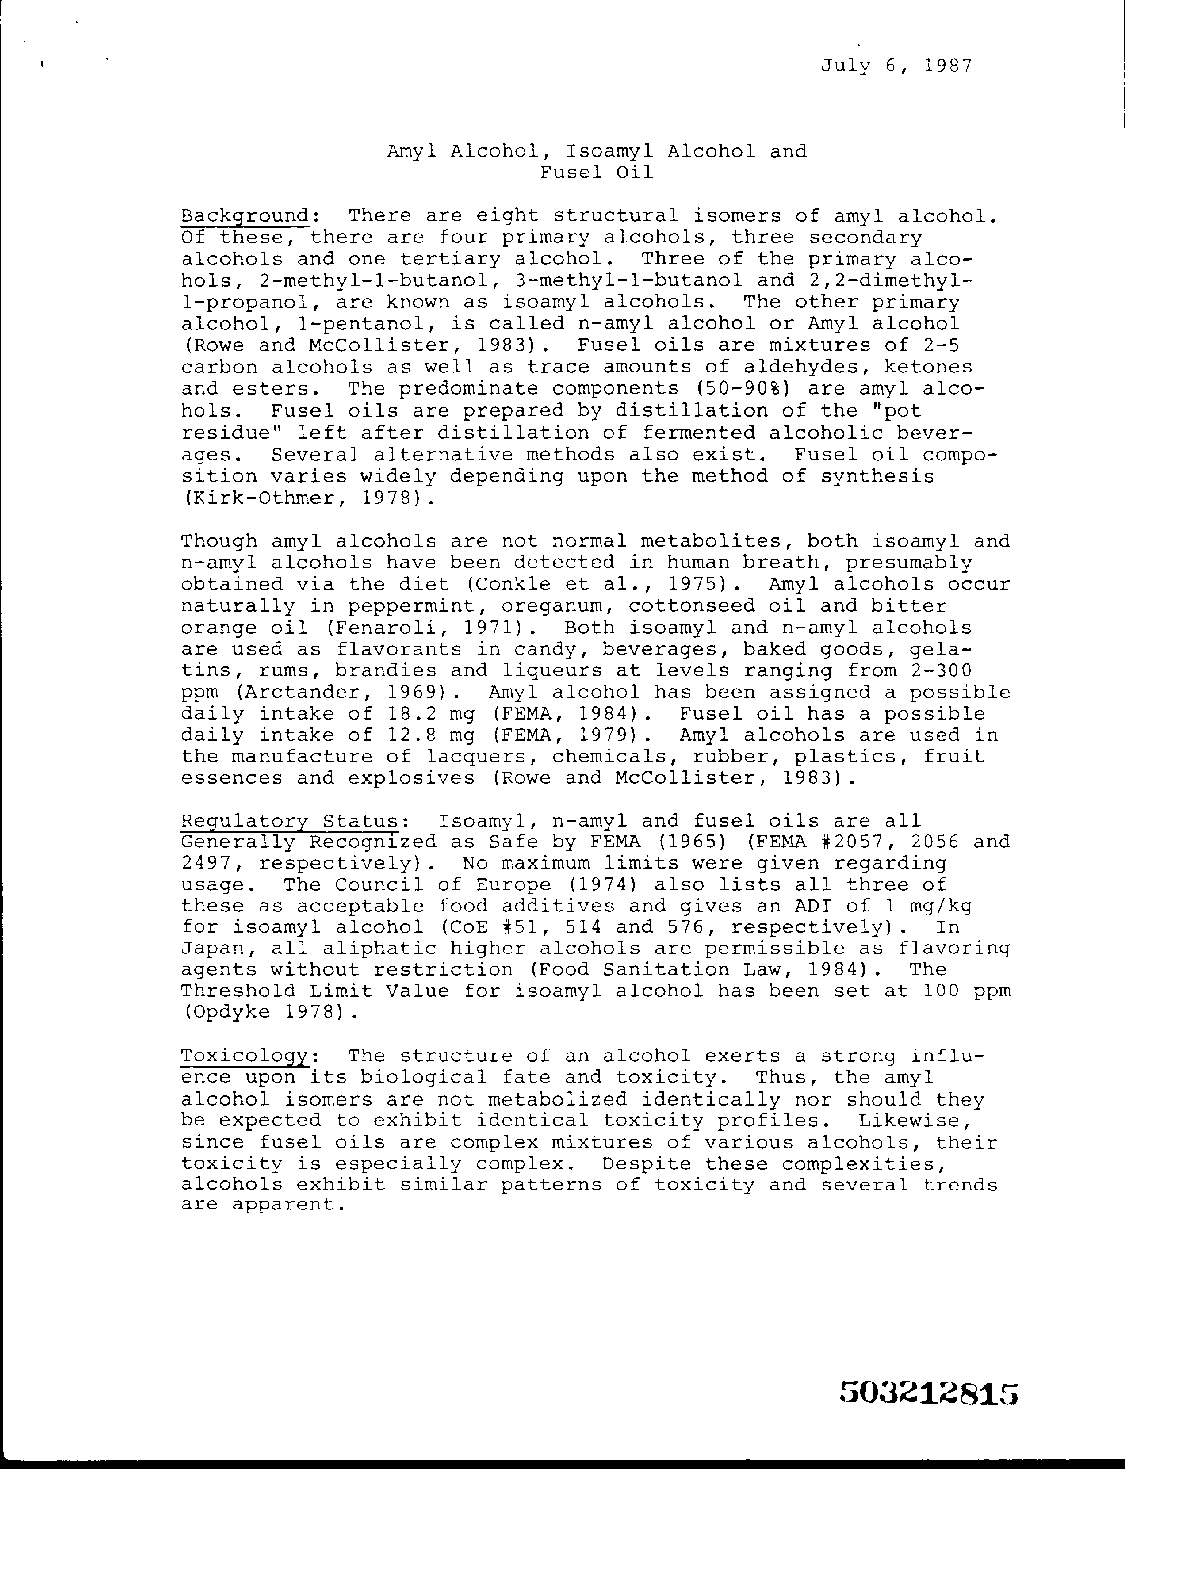 July 6, 1987
Amyl Alcohol, Isoamyl Alcohol and
Fusel Oil
Background: There are eight structural isomers of amyl alcohol.
Of these, there are four primary alcohols, three secondary
alcohols and one tertiary alcohol. Three of the primary alco-
hols, 2-methyl-1-butanol, 3-methyl-1-butanol and 2,2-dimethyl-
1-propanol, are known as isoamyl alcohols. The other primary
alcohol, 1-pentanol, is called n-amyl alcohol or Amyl alcohol
(Rowe and McCollister, 1983). Fusel oils are mixtures of 2-5
carbon alcohols as well as trace amounts of aldehydes, ketones
and esters. The predominate components (50-90%) are amyl alco-
hols. Fusel oils are prepared by distillation of the "pot
residue" left after distillation of fermented alcoholic bever-
ages. Several alternative methods also exist. Fusel oil compo-
sition varies widely depending upon the method of synthesis
(Kirk-Othmer, 1978).
Though amyl alcohols are not normal metabolites, both isoamyl and
n-amyl alcohols have been detected in human breath, presumably
obtained via the diet (Conkle et al., 1975). Amyl alcohols occur
naturally in peppermint, oreganum, cottonseed oil and bitter
orange oil (Fenaroli, 1971). Both isoamyl and n-amyl alcohols
are used as flavorants in candy, beverages, baked goods, gela-
tins, rums, brandies and liqueurs at levels ranging from 2-300
ppm (Arctander, 1969). Amyl alcohol has been assigned a possible
daily intake of 18.2 mg (FEMA, 1984). Fusel oil has a possible
daily intake of 12.8 mg (FEMA, 1979). Amyl alcohols are used in
the manufacture of lacquers, chemicals, rubber, plastics, fruit
essences and explosives (Rowe and McCollister, 1983).
Regulatory Status: Isoamyl, n-amyl and fusel oils are all
Generally Recognized as Safe by FEMA (1965) (FEMA #2057, 2056 and
2497, respectively). No maximum limits were given regarding
usage. The Council of Europe (1974) also lists all three of
these as acceptable food additives and gives an ADI of 1 mg/kg
for isoamyl alcohol (CoE #51, 514 and 576, respectively). In
Japan, all aliphatic higher alcohols are permissible as flavoring
agents without restriction (Food Sanitation Law, 1984). The
Threshold Limit Value for isoamyl alcohol has been set at 100 ppm
(Opdyke 1978).
Toxicology: The structure of an alcohol exerts a strong influ-
ence upon its biological fate and toxicity. Thus, the amyl
alcohol isomers are not metabolized identically nor should they
be expected to exhibit identical toxicity profiles. Likewise,
since fusel oils are complex mixtures of various alcohols, their
toxicity is especially complex. Despite these complexities,
alcohols exhibit similar patterns of toxicity and several trends
are apparent.
503212815